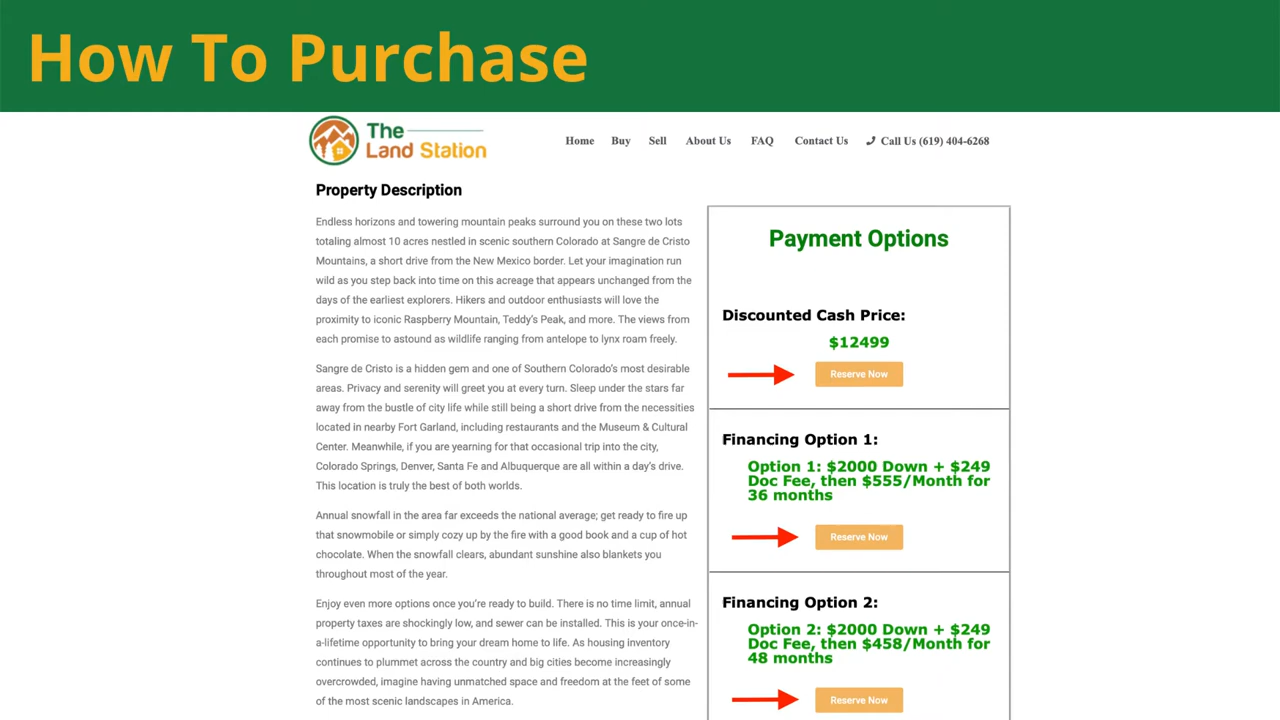 How To Purchase
The
Land Station
Home Buy Sell About Us FAQ Contact Us Call Us (619) 404-6268
Property Description
Endless horizons and towering mountain peaks surround you on these two lots
totaling almost 10 acres nestled in scenic southern Colorado at Sangre de Cristo
Mountains, a short drive from the New Mexico border. Let your imagination run
wild as you step back into time on this acreage that appears unchanged from the
days of the earliest explorers. Hikers and outdoor enthusiasts will love the
proximity to iconic Raspberry Mountain, Teddy's Peak, and more. The views from
each promise to astound as wildlife ranging from antelope to lynx roam freely.
Sangre de Cristo is a hidden gem and one of Southern Colorado's most desirable
areas. Privacy and serenity will greet you at every turn. Sleep under the stars far
away from the bustle of city life while still being a short drive from the necessities
located in nearby Fort Garland, including restaurants and the Museum & Cultural
Center. Meanwhile, if you are yearning for that occasional trip into the city,
Colorado Springs, Denver, Santa Fe and Albuquerque are all within a day's drive.
This location is truly the best of both worlds.
Annual snowfall in the area far exceeds the national average; get ready to fire up
that snowmobile or simply cozy up by the fire with a good book and a cup of hot
chocolate. When the snowfall clears, abundant sunshine also blankets you
throughout most of the year.
Enjoy even more options once you're ready to build. There is no time limit, annual
property taxes are shockingly low, and sewer can be installed. This is your once-in-
a-lifetime opportunity to bring your dream home to life. As housing inventory
continues to plummet across the country and big cities become increasingly
overcrowded, imagine having unmatched space and freedom at the feet of some
of the most scenic landscapes in America.
Payment Options
Discounted Cash Price:
$12499
Reserve Now
Financing Option 1:
Option 1: $2000 Down + $249
Doc Fee, then $555/Month for
36 months
Reserve Now
Financing Option 2:
Option 2: $2000 Down + $249
Doc Fee, then $458/Month for
48 months
Reserve Now